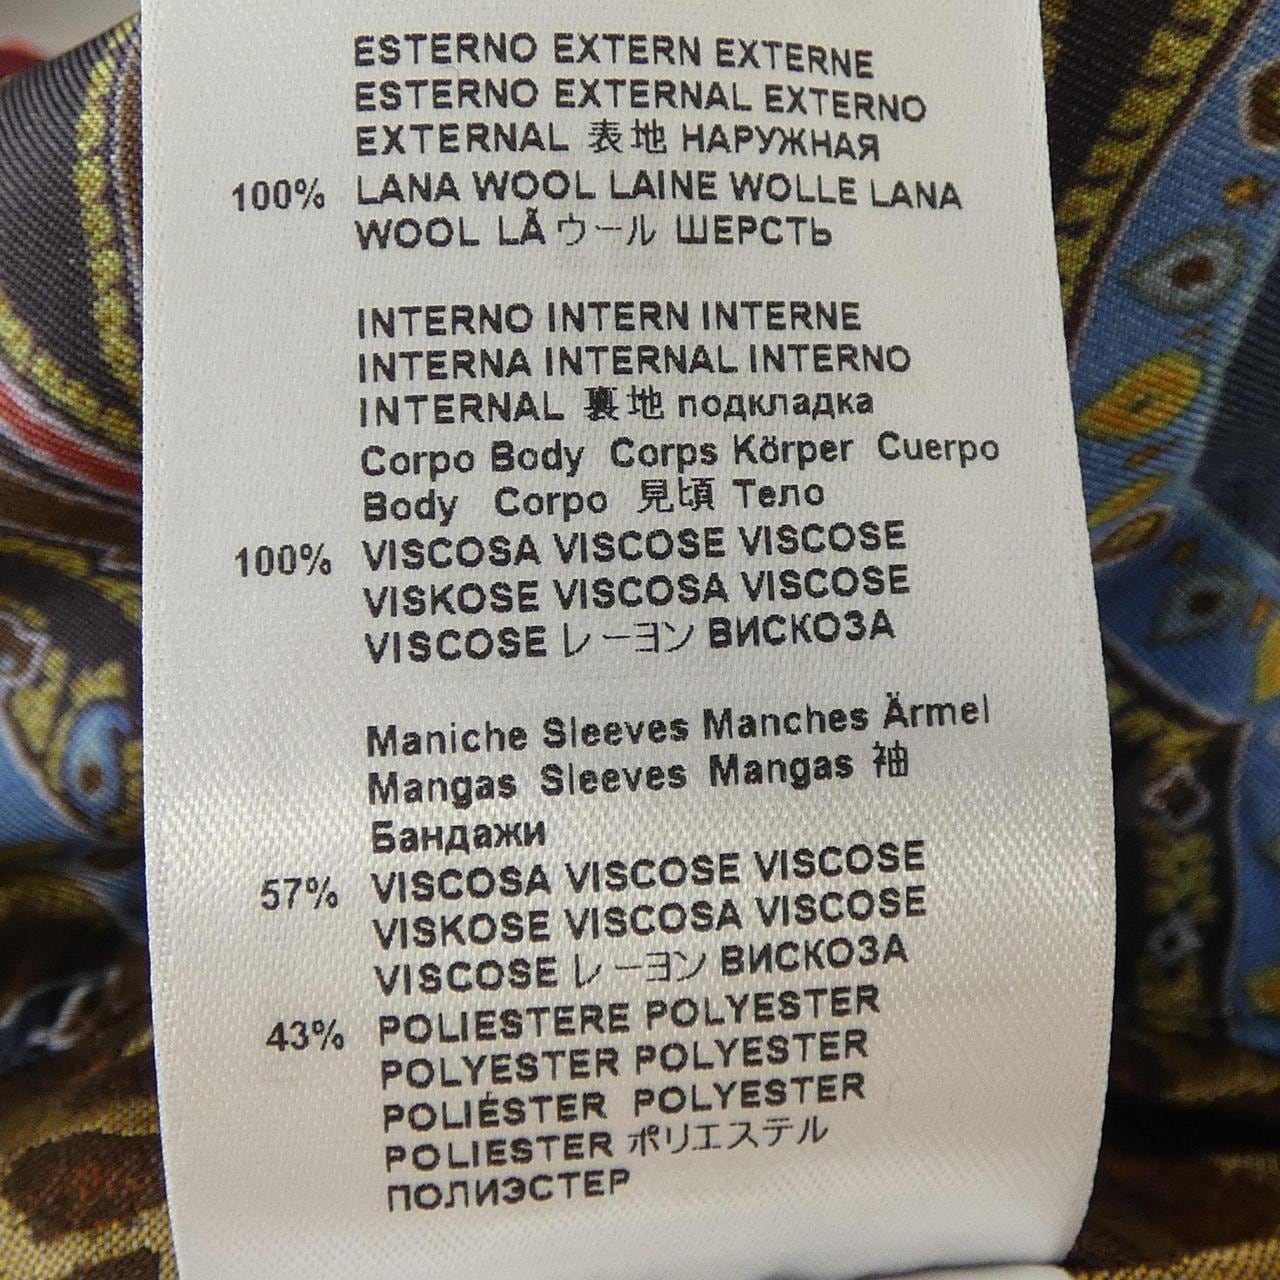 ESTERNO EXTERN EXTERNE
ESTERNO EXTERNAL EXTERNO
EXTERNAL 表地 НАРУЖНАЯ
100% LANA WOOL LAINE WOLLE LANA
WOOL LÃ ウール ШЕРСТЬ
INTERNO INTERN INTERNE
INTERNA INTERNAL INTERNO
INTERNAL 裏地 подкладка
Corpo Body Corps Körper Cuerpo
Body Corpo 見頃 Тело
100% VISCOSA VISCOSE VISCOSE
VISKOSE VISCOSA VISCOSE
VISCOSE レーヨン ВИСКОЗА
Maniche Sleeves Manches Ärmel
Mangas Sleeves Mangas 袖
Бандажи
57% VISCOSA VISCOSE VISCOSE
VISKOSE VISCOSA VISCOSE
VISCOSE レーヨン ВИСКОЗА
43% POLIESTERE POLYESTER
POLYESTER POLYESTER
POLIÉSTER POLYESTER
POLIESTER ポリエステル
ПОЛИЭСТЕР